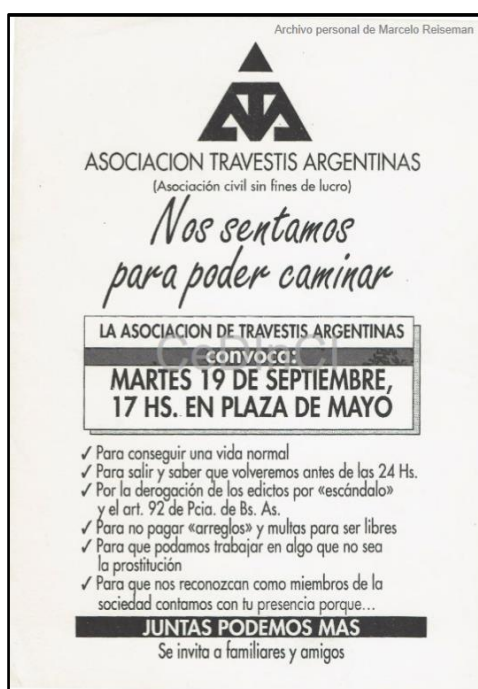 Archivo personal de Marcelo Reiseman
ATA
ASOCIACION TRAVESTIS ARGENTINAS
(Asociación civil sin fines de lucro)
Nos sentamos
para poder caminar
LA ASOCIACION DE TRAVESTIS ARGENTINAS
CeDInCI
convoca:
MARTES 19 DE SEPTIEMBRE,
17 HS. EN PLAZA DE MAYO
✓ Para conseguir una vida normal
✓ Para salir y saber que volveremos antes de las 24 Hs.
✓ Por la derogación de los edictos por «escándalo»
y el art. 92 de Pcia. de Bs. As.
✓ Para no pagar «arreglos» y multas para ser libres
✓ Para que podamos trabajar en algo que no sea
la prostitución
✓ Para que nos reconozcan como miembros de la
sociedad contamos con tu presencia porque...
JUNTAS PODEMOS MAS
Se invita a familiares y amigos